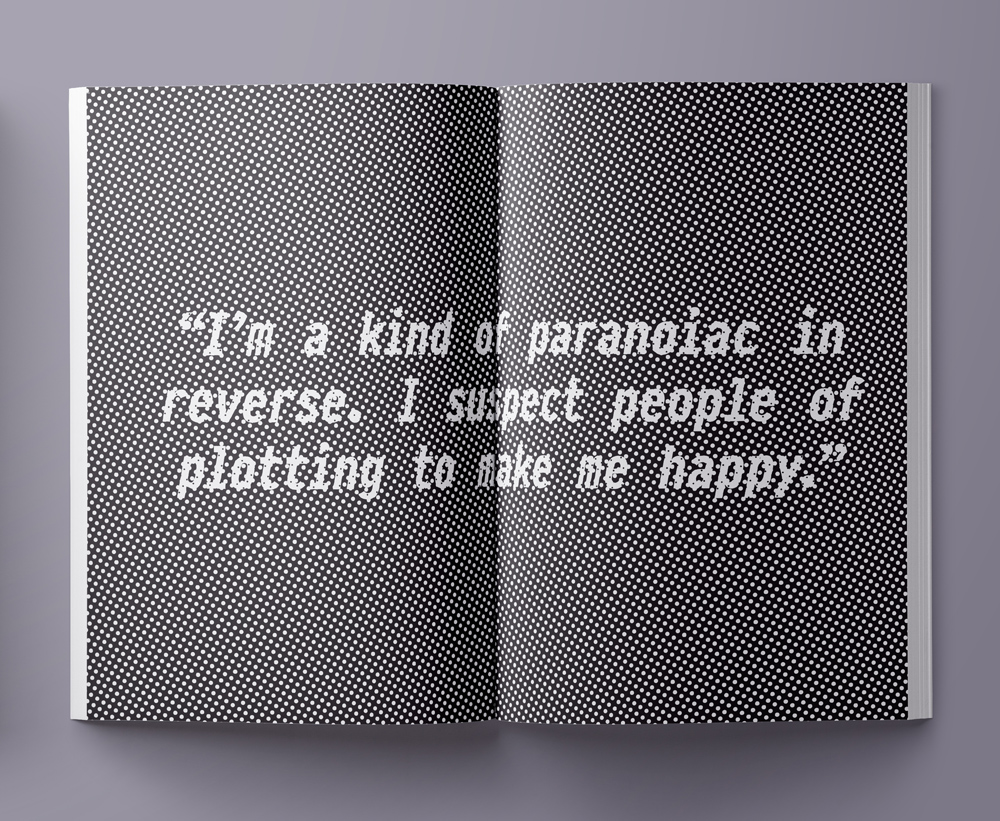 “I’m a kind of paranoiac in
reverse. I suspect people of
plotting to make me happy.”